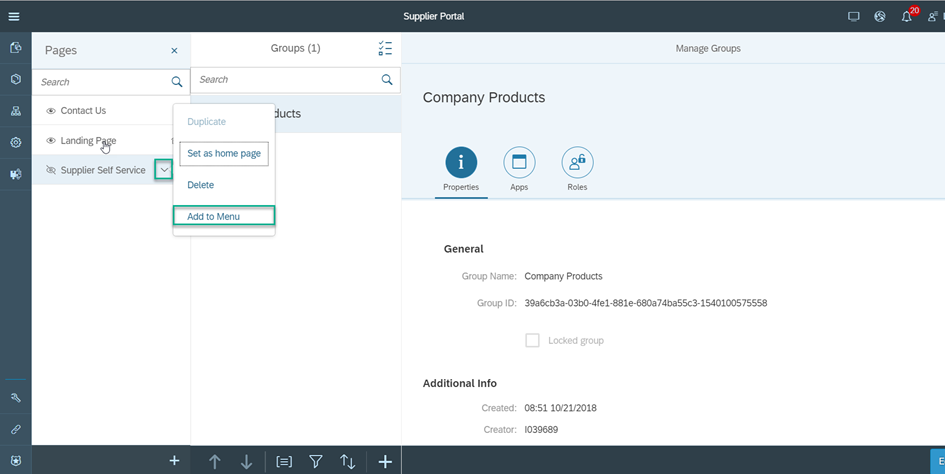 Supplier Portal
20
Pages
Groups (1)
Manage Groups
Search
Search
Contact Us
Landing Page
Supplier Self Service
Duplicate
Set as home page
Delete
Add to Menu
Company Products
Properties
Apps
Roles
General
Group Name: Company Products
Group ID: 39a6cb3a-03b0-4fe1-881e-680a74ba55c3-1540100575558
Locked group
Additional Info
Created: 08:51 10/21/2018
Creator: I039689